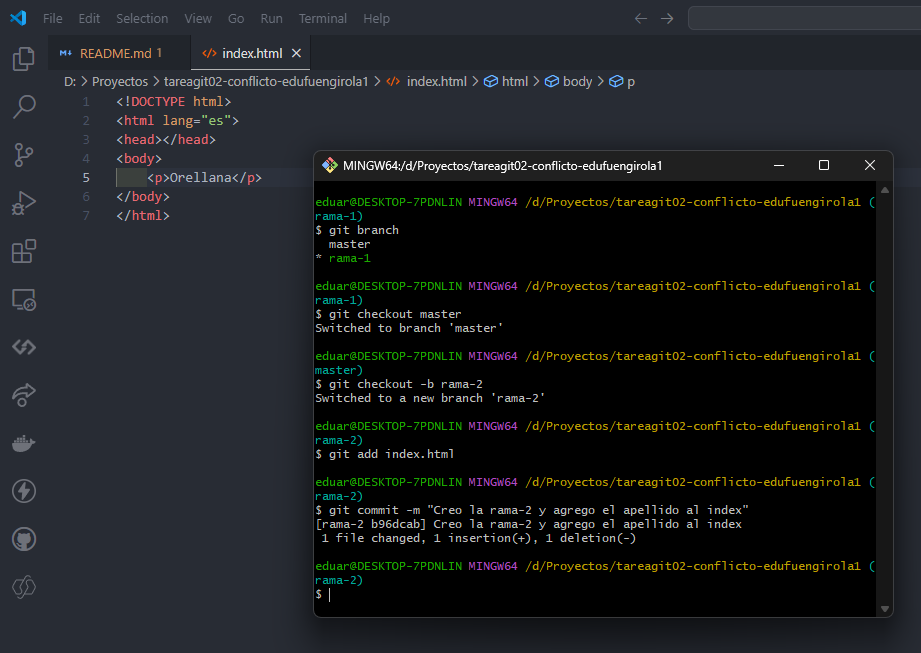 File Edit Selection View Go Run Terminal Help
README.md 1 index.html
D: > Proyectos > tareagit02-conflicto-edufuengirola1 > index.html > html > body > p
1 <!DOCTYPE html>
2 <html lang="es">
3 <head></head>
4 <body>
5 <p>Orellana</p>
6 </body>
7 </html>
MINGW64:/d/Proyectos/tareagit02-conflicto-edufuengirola1
eduar@DESKTOP-7PDNLIN MINGW64 /d/Proyectos/tareagit02-conflicto-edufuengirola1 (
rama-1)
$ git branch
master
* rama-1
eduar@DESKTOP-7PDNLIN MINGW64 /d/Proyectos/tareagit02-conflicto-edufuengirola1 (
rama-1)
$ git checkout master
Switched to branch 'master'
eduar@DESKTOP-7PDNLIN MINGW64 /d/Proyectos/tareagit02-conflicto-edufuengirola1 (
master)
$ git checkout -b rama-2
Switched to a new branch 'rama-2'
eduar@DESKTOP-7PDNLIN MINGW64 /d/Proyectos/tareagit02-conflicto-edufuengirola1 (
rama-2)
$ git add index.html
eduar@DESKTOP-7PDNLIN MINGW64 /d/Proyectos/tareagit02-conflicto-edufuengirola1 (
rama-2)
$ git commit -m "Creo la rama-2 y agrego el apellido al index"
[rama-2 b96dcab] Creo la rama-2 y agrego el apellido al index
1 file changed, 1 insertion(+), 1 deletion(-)
eduar@DESKTOP-7PDNLIN MINGW64 /d/Proyectos/tareagit02-conflicto-edufuengirola1 (
rama-2)
$